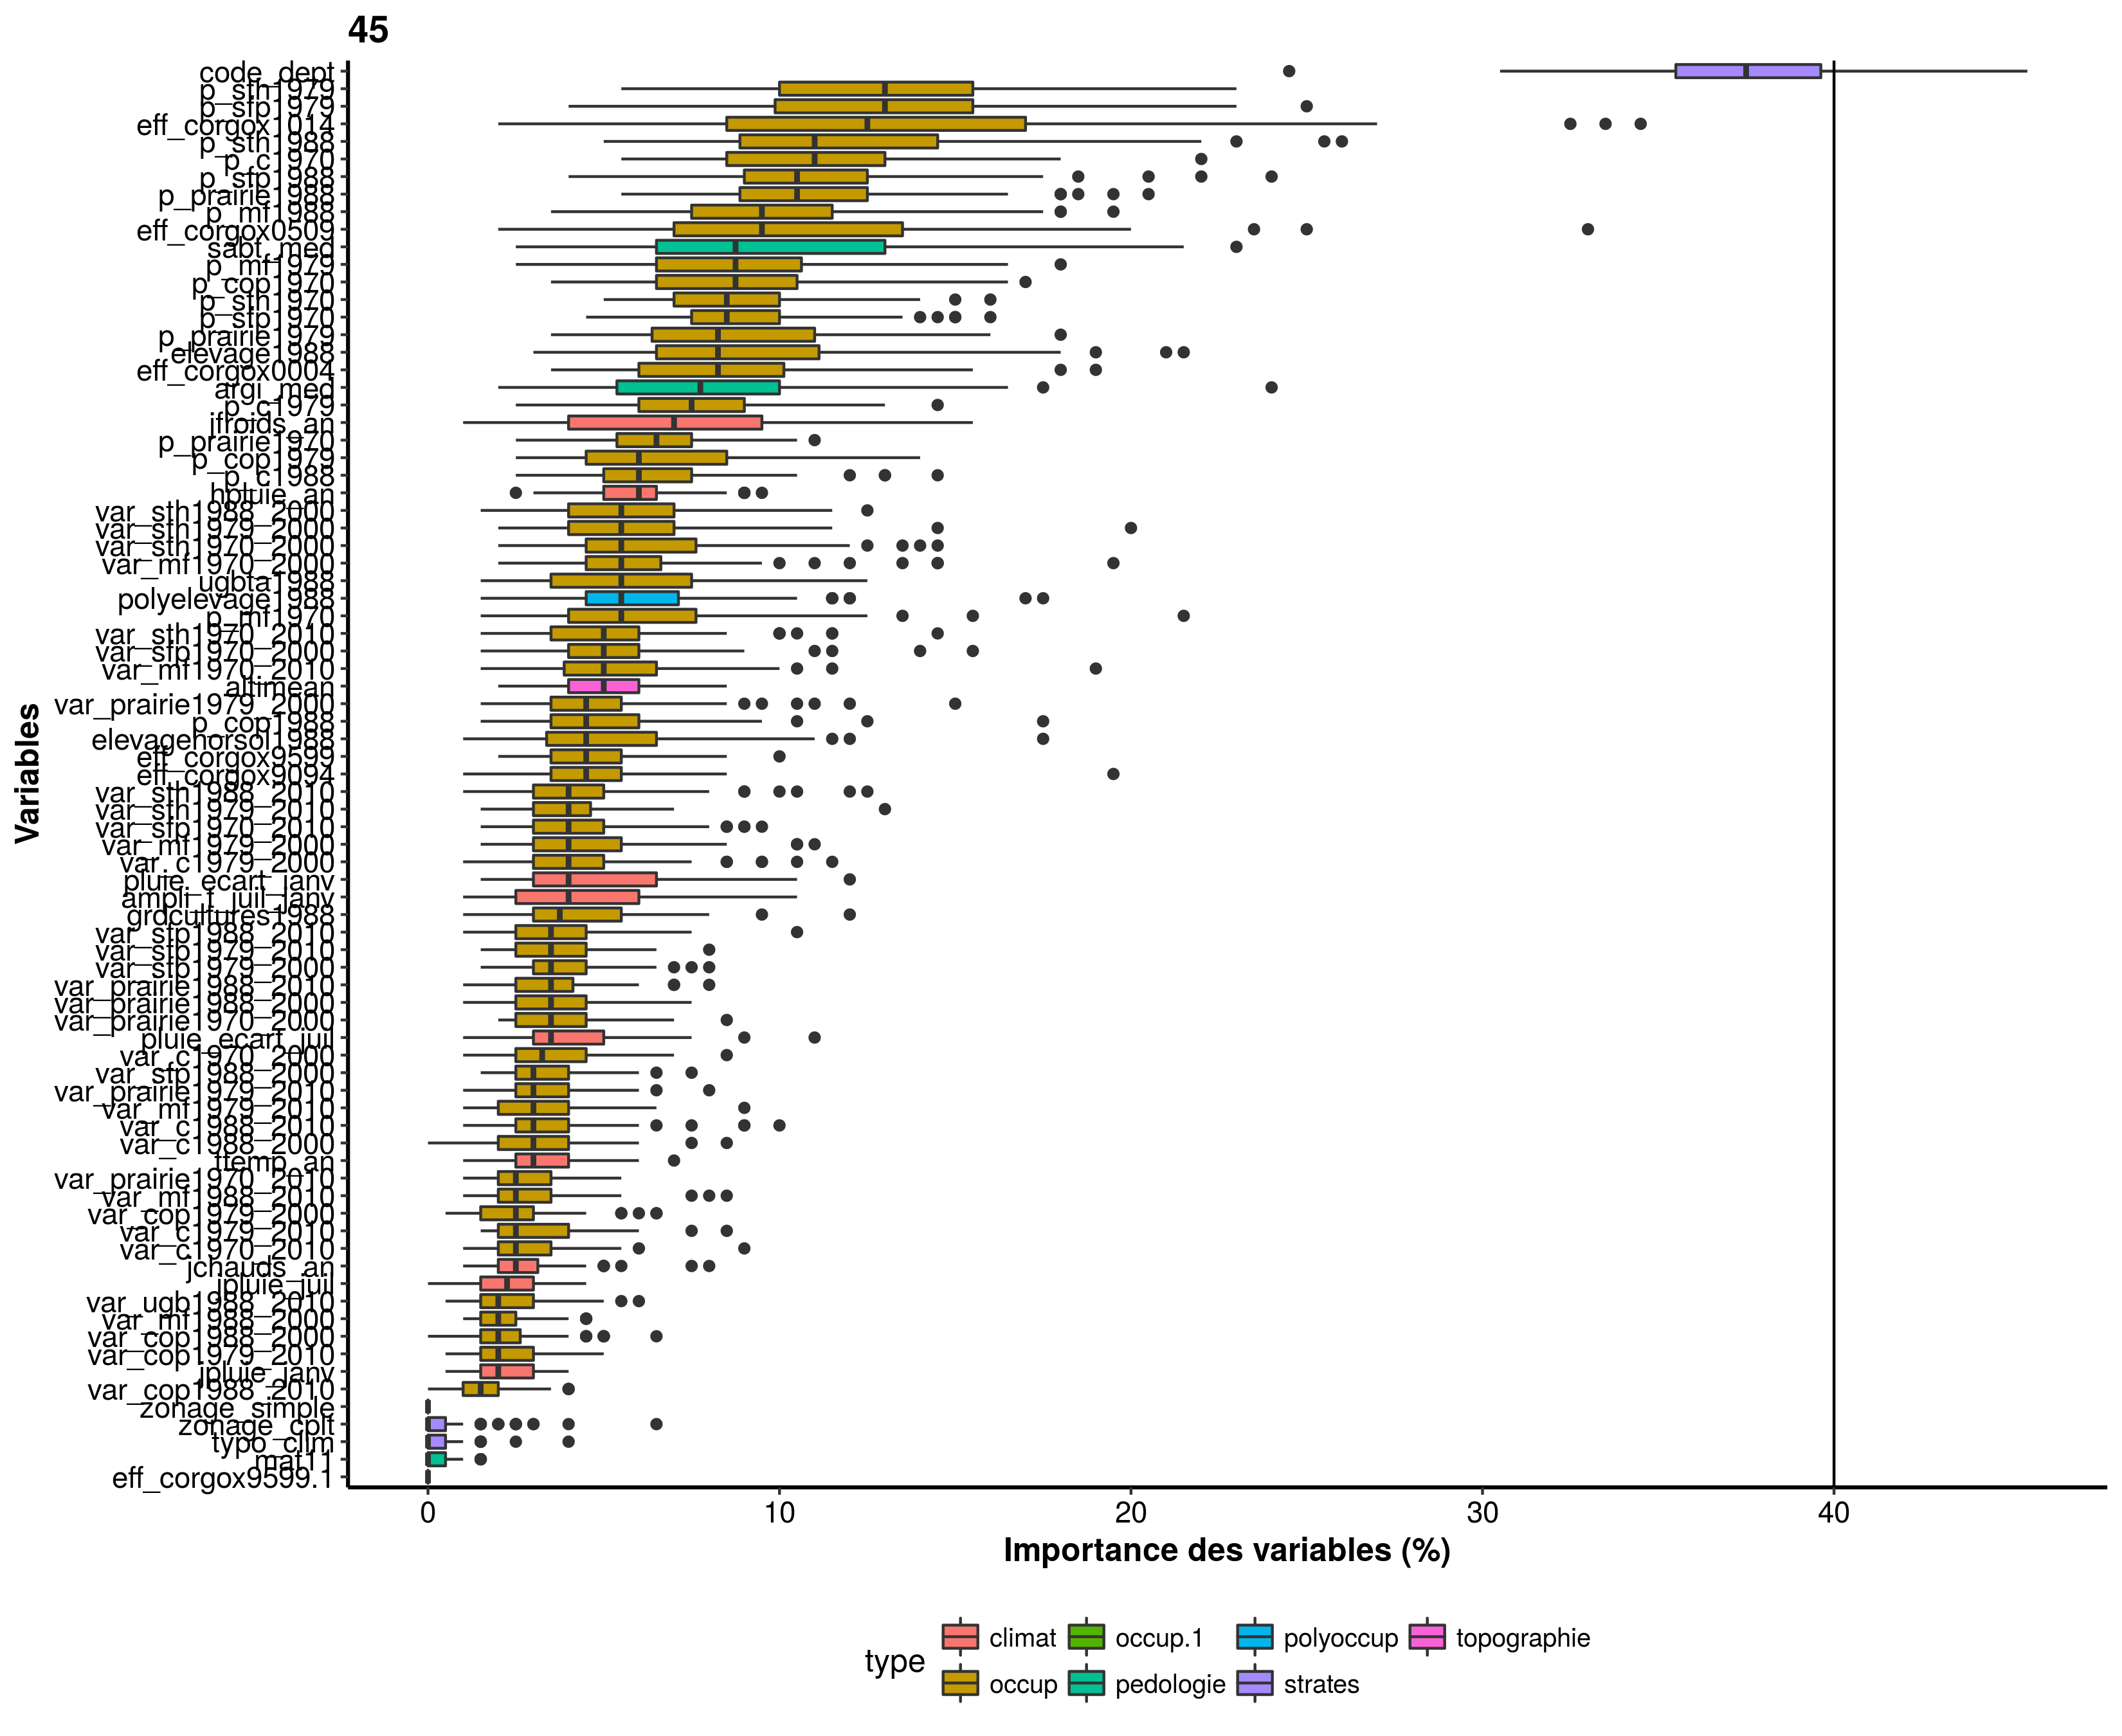 45
code_dept
p_sth1979
p_sfp1979
eff_corgox1014
p_sth1988
p_c1970
p_sfp1988
p_prairie1988
p_mf1988
eff_corgox0509
sabt_med
p_mf1979
p_cop1970
p_sth1970
p_sfp1970
p_prairie1979
elevage1988
eff_corgox0004
argi_med
p_c1979
jfroids_an
p_prairie1970
p_cop1979
p_c1988
hpluie_an
var_sth1988_2000
var_sth1979_2000
var_sth1970_2000
var_mf1970_2000
ugbta1988
polyelevage1988
p_mf1970
var_sth1970_2010
var_sfp1970_2000
var_mf1970_2010
altimean
var_prairie1979_2000
p_cop1988
elevagehorsol1988
eff_corgox9599
eff_corgox9094
var_sth1988_2010
var_sth1979_2010
var_sfp1970_2010
var_mf1979_2000
var_c1979_2000
pluie_ecart_janv
ampli_t_juil_janv
grdcultures1988
var_sfp1988_2010
var_sfp1979_2010
var_sfp1979_2000
var_prairie1988_2010
var_prairie1988_2000
var_prairie1970_2000
pluie_ecart_juil
var_c1970_2000
var_sfp1988_2000
var_prairie1979_2010
var_mf1979_2010
var_c1988_2010
var_c1988_2000
ttemp_an
var_prairie1970_2010
var_mf1988_2010
var_cop1979_2000
var_c1979_2010
var_c1970_2010
jchauds_an
jpluie_juil
var_ugb1988_2010
var_mf1988_2000
var_cop1988_2000
var_cop1979_2010
jpluie_janv
var_cop1988_2010
zonage_simple
zonage_cplt
typo_clim
mat11
eff_corgox9599.1
Variables
0 10 20 30 40
Importance des variables (%)
type
climat occup.1 polyoccup topographie
occup pedologie strates